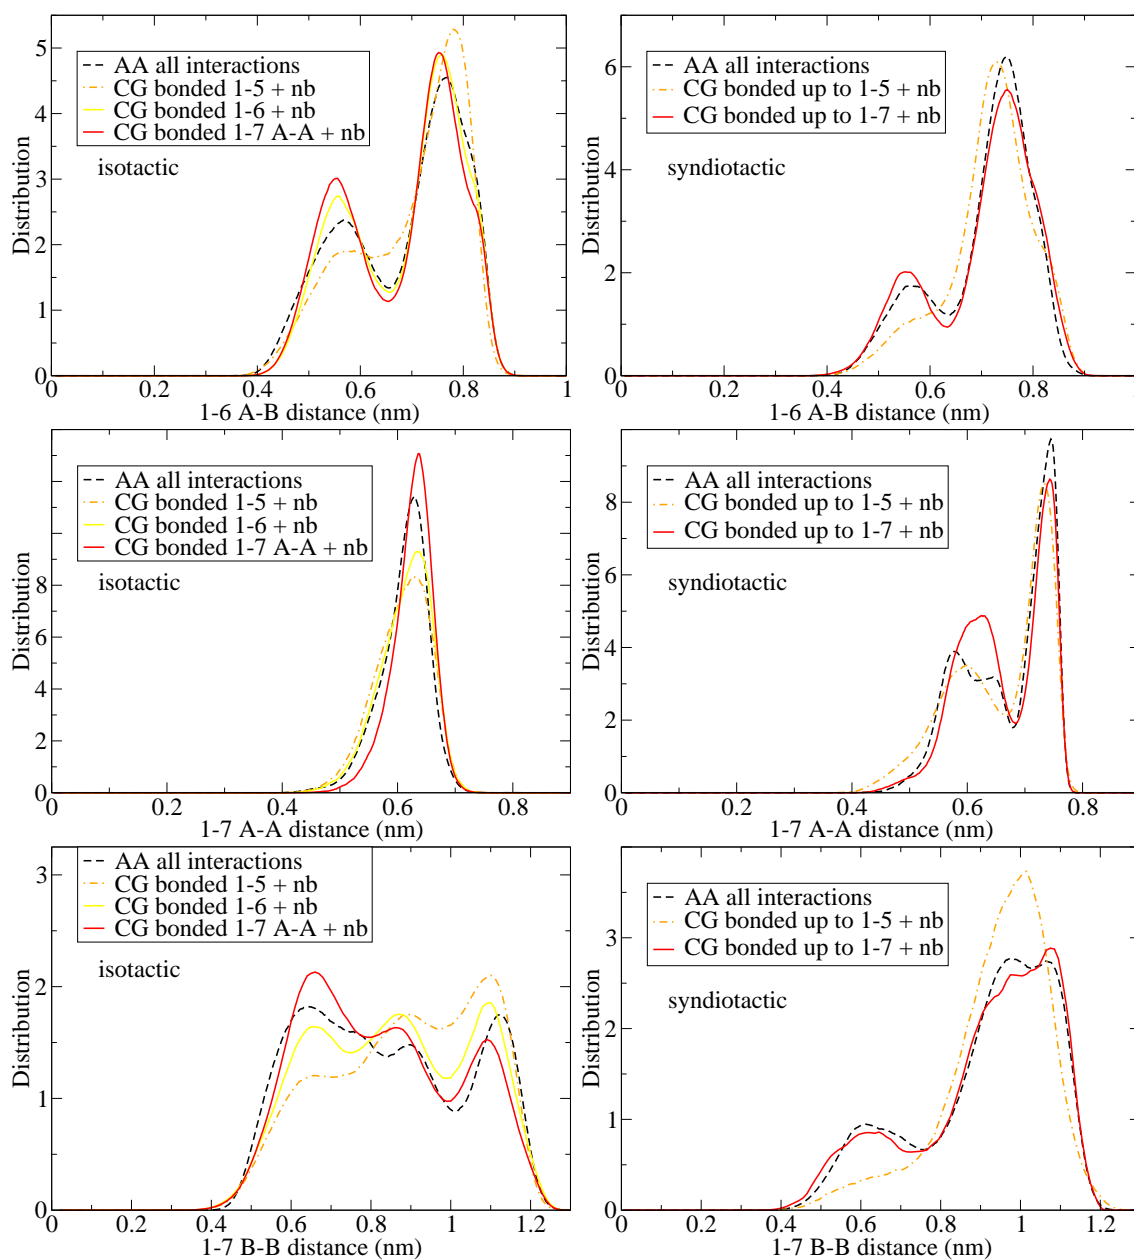 5
4
3
2
1
0
Distribution
AA all interactions
CG bonded 1-5 + nb
CG bonded 1-6 + nb
CG bonded 1-7 A-A + nb
isotactic
0 0.2 0.4 0.6 0.8 1
1-6 A-B distance (nm)
6
4
2
0
Distribution
AA all interactions
CG bonded up to 1-5 + nb
CG bonded up to 1-7 + nb
syndiotactic
0 0.2 0.4 0.6 0.8
1-6 A-B distance (nm)
8
6
4
2
0
Distribution
AA all interactions
CG bonded 1-5 + nb
CG bonded 1-6 + nb
CG bonded 1-7 A-A + nb
isotactic
0 0.2 0.4 0.6 0.8
1-7 A-A distance (nm)
8
6
4
2
0
Distribution
AA all interactions
CG bonded up to 1-5 + nb
CG bonded up to 1-7 + nb
syndiotactic
0 0.2 0.4 0.6 0.8
1-7 A-A distance (nm)
3
2
1
0
Distribution
AA all interactions
CG bonded 1-5 + nb
CG bonded 1-6 + nb
CG bonded 1-7 A-A + nb
isotactic
0 0.2 0.4 0.6 0.8 1 1.2
1-7 B-B distance (nm)
3
2
1
0
Distribution
AA all interactions
CG bonded up to 1-5 + nb
CG bonded up to 1-7 + nb
syndiotactic
0 0.2 0.4 0.6 0.8 1 1.2
1-7 B-B distance (nm)